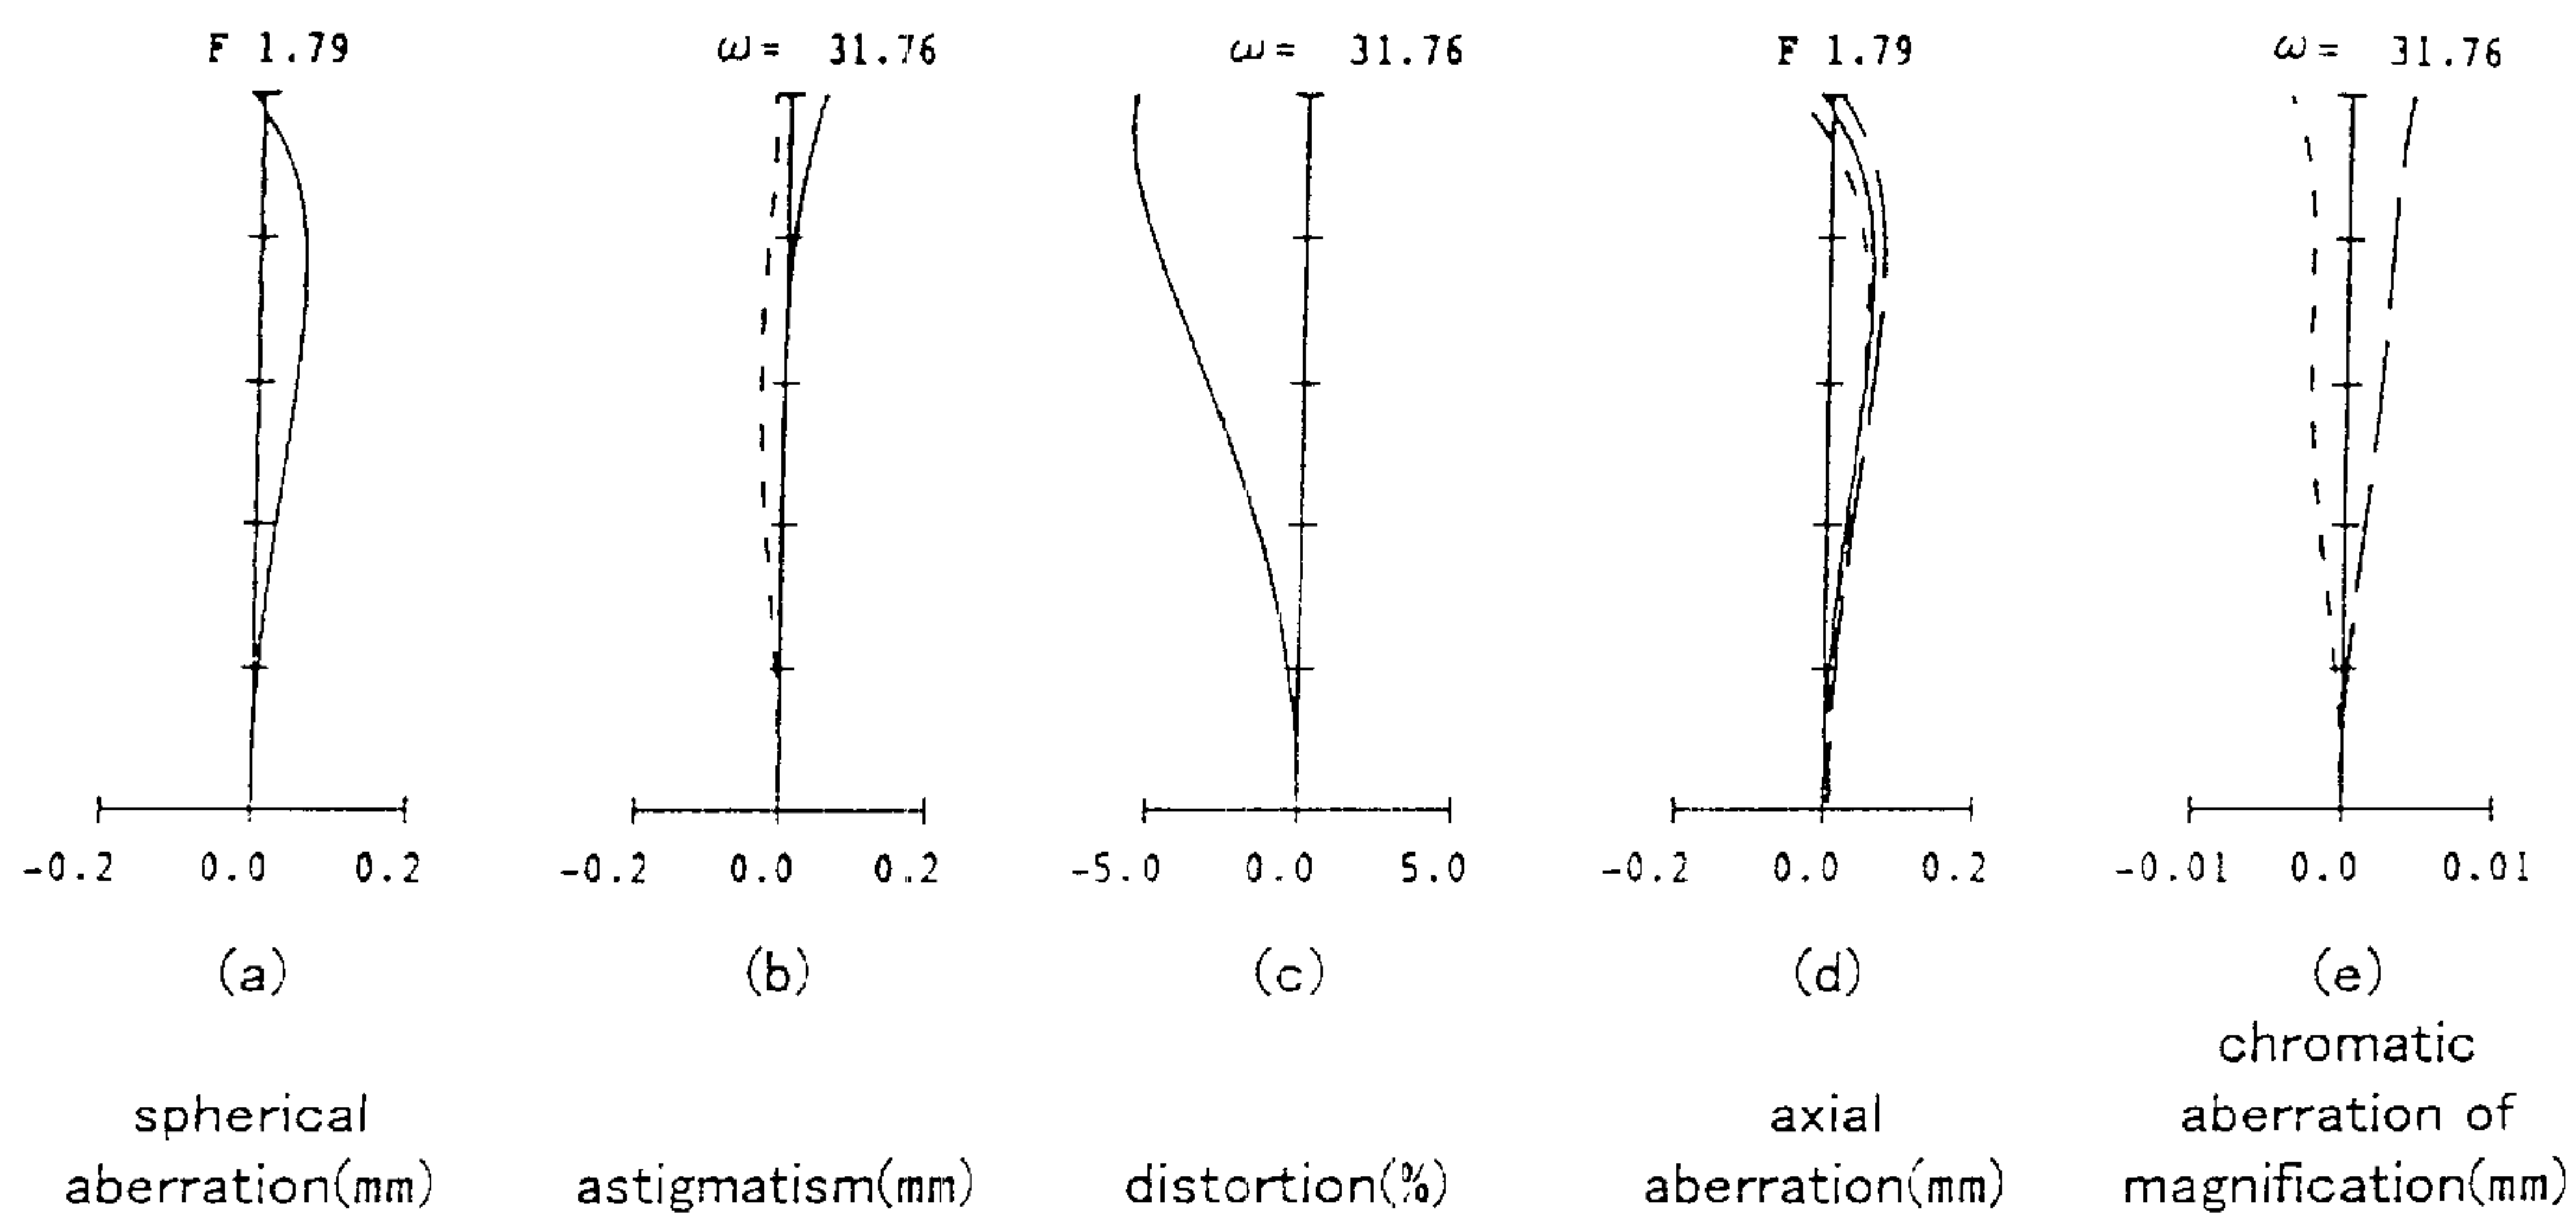 F 1.79
ω= 31.76
ω= 31.76
F 1.79
ω= 31.76
-0.2 0.0 0.2
-0.2 0.0 0.2
-5.0 0.0 5.0
-0.2 0.0 0.2
-0.01 0.0 0.01
(a)
(b)
(c)
(d)
(e)
spherical
aberration(mm)
astigmatism(mm)
distortion(%)
axial
aberration(mm)
chromatic
aberration of
magnification(mm)